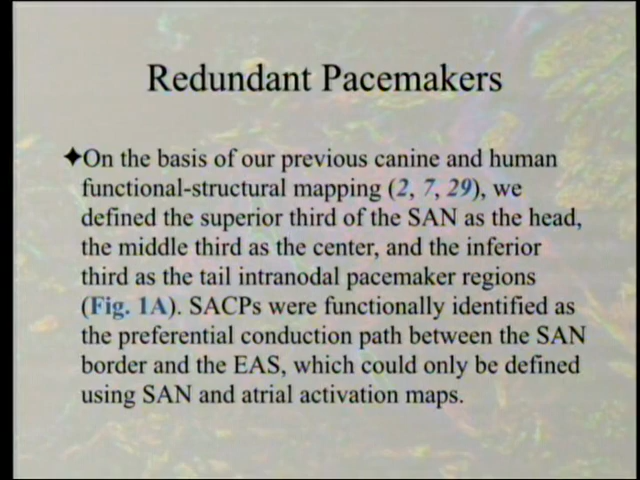 Redundant Pacemakers
✦On the basis of our previous canine and human
functional-structural mapping (2, 7, 29), we
defined the superior third of the SAN as the head,
the middle third as the center, and the inferior
third as the tail intranodal pacemaker regions
(Fig. 1A). SACPs were functionally identified as
the preferential conduction path between the SAN
border and the EAS, which could only be defined
using SAN and atrial activation maps.